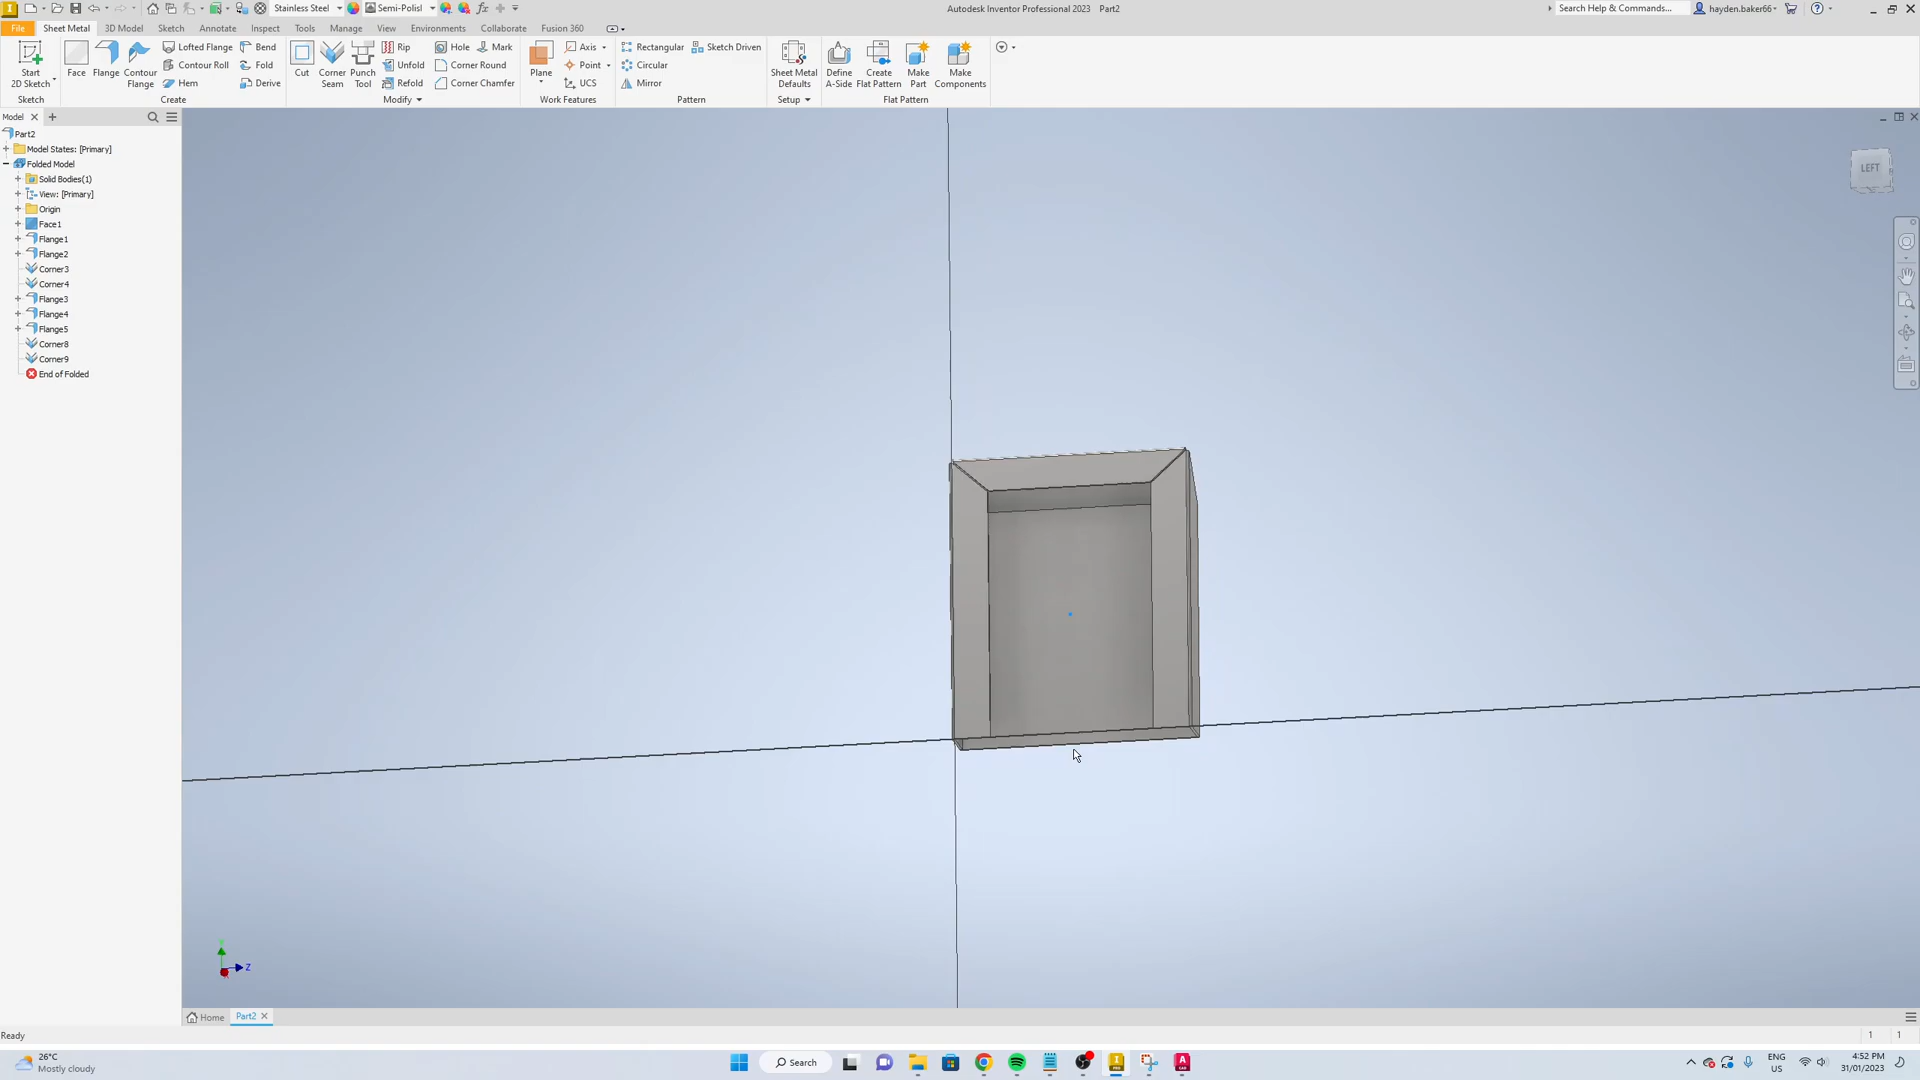 Stainless Steel
Semi-Polisl
fx
Autodesk Inventor Professional 2023 Part2
Search Help & Commands...
hayden.baker66
File
Sheet Metal
3D Model
Sketch
Annotate
Inspect
Tools
Manage
View
Environments
Collaborate
Fusion 360
Start
2D Sketch
Face
Flange
Contour
Flange
Lofted Flange
Contour Roll
Hem
Bend
Fold
Derive
Cut
Corner
Seam
Punch
Tool
Rip
Unfold
Refold
Hole
Mark
Corner Round
Corner Chamfer
Plane
Axis
Point
UCS
Rectangular
Circular
Mirror
Sketch Driven
Sheet Metal
Defaults
Define
A-Side
Create
Flat Pattern
Make
Part
Make
Components
Sketch
Create
Modify
Work Features
Pattern
Setup
Flat Pattern
Model
Part2
Model States: [Primary]
Folded Model
Solid Bodies(1)
View: [Primary]
Origin
Face1
Flange1
Flange2
Corner3
Corner4
Flange3
Flange4
Flange5
Corner8
Corner9
End of Folded
LEFT
Z
Home
Part2
Ready
1
1
26°C
Mostly cloudy
Search
ENG
US
4:52 PM
31/01/2023